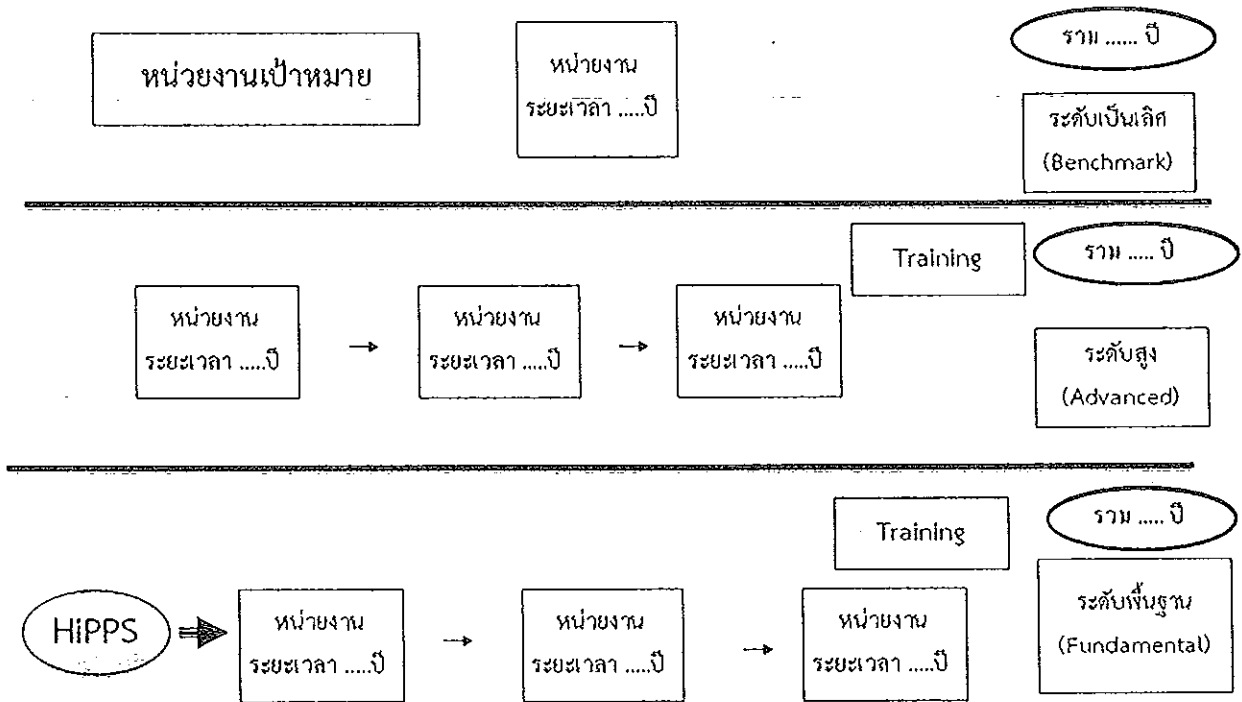 หน่วยงานเป้าหมาย
หน่วยงาน
ระยะเวลา .....ปี
รวม ...... ปี
ระดับเป็นเลิศ
(Benchmark)
Training
รวม ..... ปี
หน่วยงาน
ระยะเวลา .....ปี
→
หน่วยงาน
ระยะเวลา .....ปี
→
หน่วยงาน
ระยะเวลา .....ปี
ระดับสูง
(Advanced)
Training
รวม ..... ปี
HiPPS
หน่วยงาน
ระยะเวลา .....ปี
→
หน่วยงาน
ระยะเวลา .....ปี
→
หน่วยงาน
ระยะเวลา .....ปี
ระดับพื้นฐาน
(Fundamental)